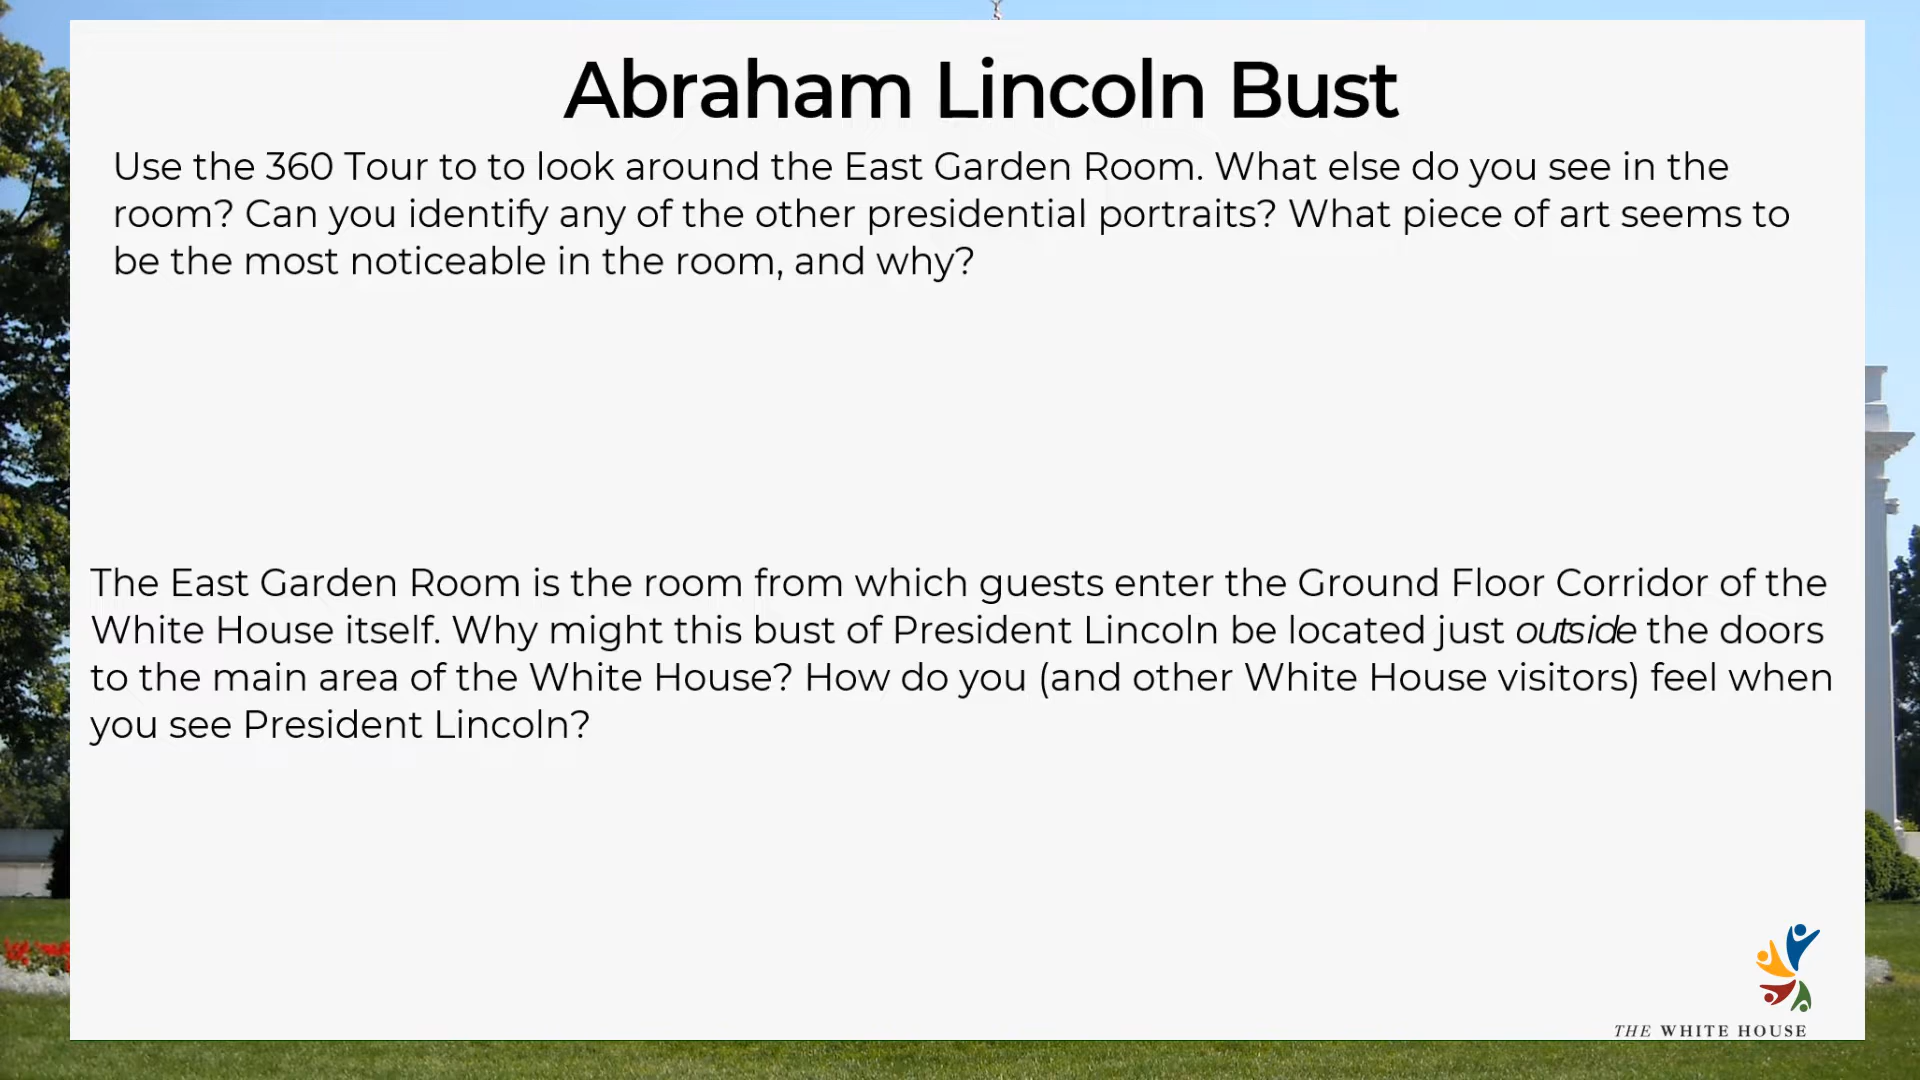 Abraham Lincoln Bust
Use the 360 Tour to to look around the East Garden Room. What else do you see in the
room? Can you identify any of the other presidential portraits? What piece of art seems to
be the most noticeable in the room, and why?
The East Garden Room is the room from which guests enter the Ground Floor Corridor of the
White House itself. Why might this bust of President Lincoln be located just outside the doors
to the main area of the White House? How do you (and other White House visitors) feel when
you see President Lincoln?
THE WHITE HOUSE